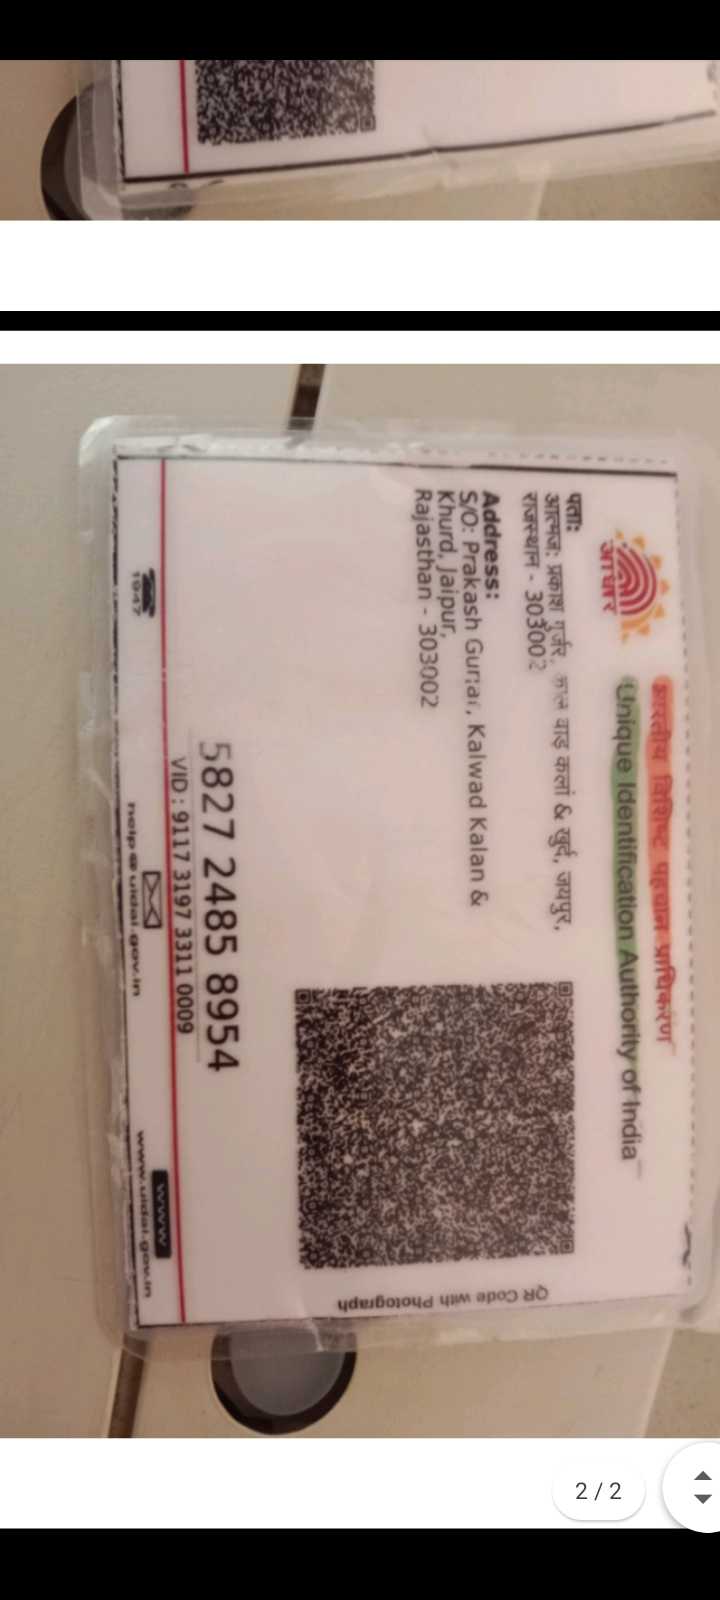 भारतीय विशिष्ट पहचान प्राधिकरण
Unique Identification Authority of India
आधार
पता:
आत्मज: प्रकाश गुर्जर, वाड़ कलां & खुर्द, जयपुर,
राजस्थान - 303002
Address:
S/O: Prakash Gurjar, Kalwad Kalan &
Khurd, Jaipur,
Rajasthan - 303002
QR Code with Photograph
5827 2485 8954
VID : 9117 3197 3311 0009
1947
help@uidai.gov.in
WWW
www.uidai.gov.in
2 / 2